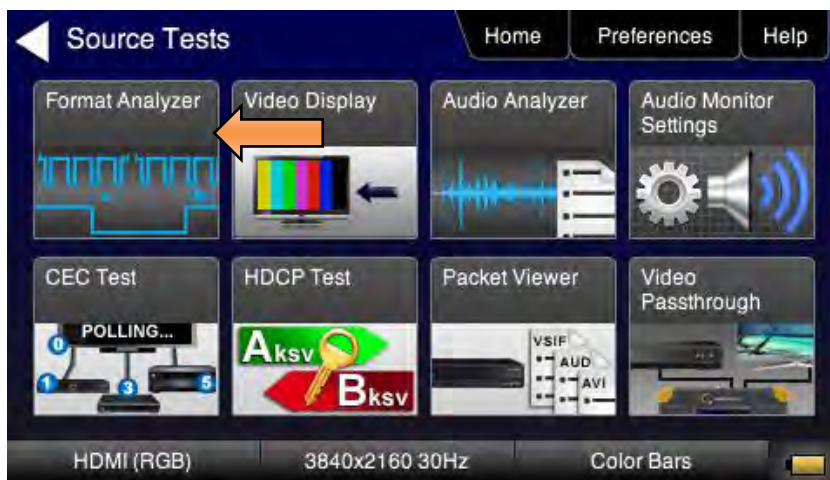 Source Tests
Home
Preferences
Help
Format Analyzer
Video Display
Audio Analyzer
Audio Monitor
Settings
CEC Test
HDCP Test
Packet Viewer
Video
Passthrough
POLLING...
0
1
3
5
Aksv
Bksv
VSIF
AUD
AVI
HDMI (RGB)
3840x2160 30Hz
Color Bars